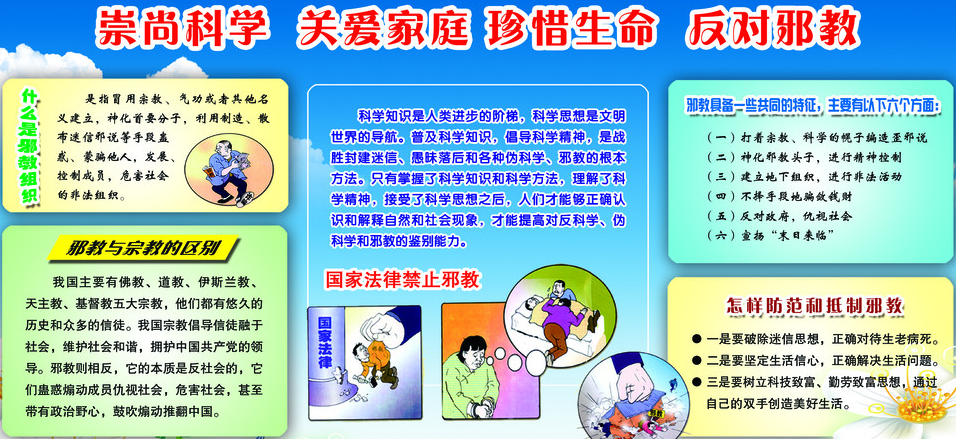 崇尚科学 关爱家庭 珍惜生命 反对邪教
什么是邪教组织
是指冒用宗教、气功或者其他名
义建立，神化首要分子，利用制造、散
布迷信邪说等手段蛊
惑、蒙骗他人，发展、
控制成员，危害社会
的非法组织。
邪教与宗教的区别
我国主要有佛教、道教、伊斯兰教、
天主教、基督教五大宗教，他们都有悠久的
历史和众多的信徒。我国宗教倡导信徒融于
社会，维护社会和谐，拥护中国共产党的领
导。邪教则相反，它的本质是反社会的，它
们蛊惑煽动成员仇视社会，危害社会，甚至
带有政治野心，鼓吹煽动推翻中国。
科学知识是人类进步的阶梯，科学思想是文明
世界的导航。普及科学知识，倡导科学精神，是战
胜封建迷信、愚昧落后和各种伪科学、邪教的根本
方法。只有掌握了科学知识和科学方法，理解了科
学精神，接受了科学思想之后，人们才能够正确认
识和解释自然和社会现象，才能提高对反科学、伪
科学和邪教的鉴别能力。
国家法律禁止邪教
国家法律
邪教具备一些共同的特征，主要有以下六个方面：
（一）打着宗教、科学的幌子编造歪邪说
（二）神化邪教头子，进行精神控制
（三）建立地下组织，进行非法活动
（四）不择手段地骗敛钱财
（五）反对政府，仇视社会
（六）宣扬“末日来临”
怎样防范和抵制邪教
● 一是要破除迷信思想，正确对待生老病死。
● 二是要坚定生活信心，正确解决生活问题。
● 三是要树立科技致富、勤劳致富思想，通过
自己的双手创造美好生活。